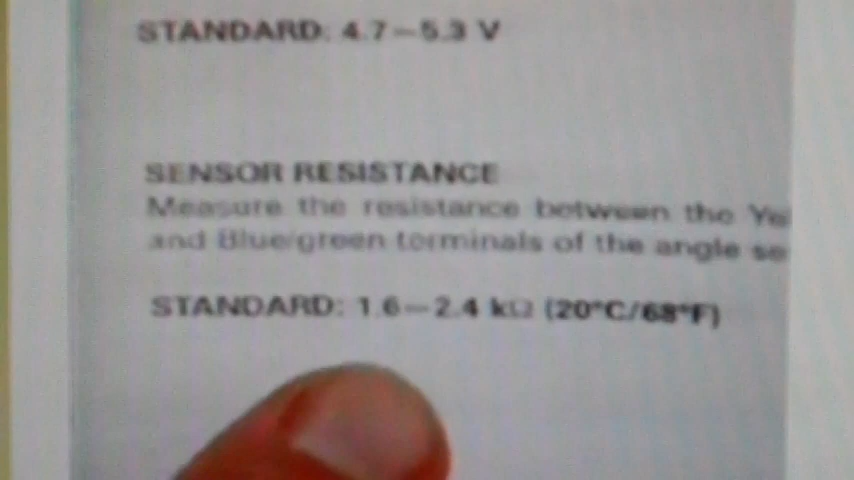 STANDARD: 4.7—5.3 V
SENSOR RESISTANCE
Measure the resistance between the
and Blue/green terminals of the angle
STANDARD: 1.6—2.4 kΩ (20°C/68°F)